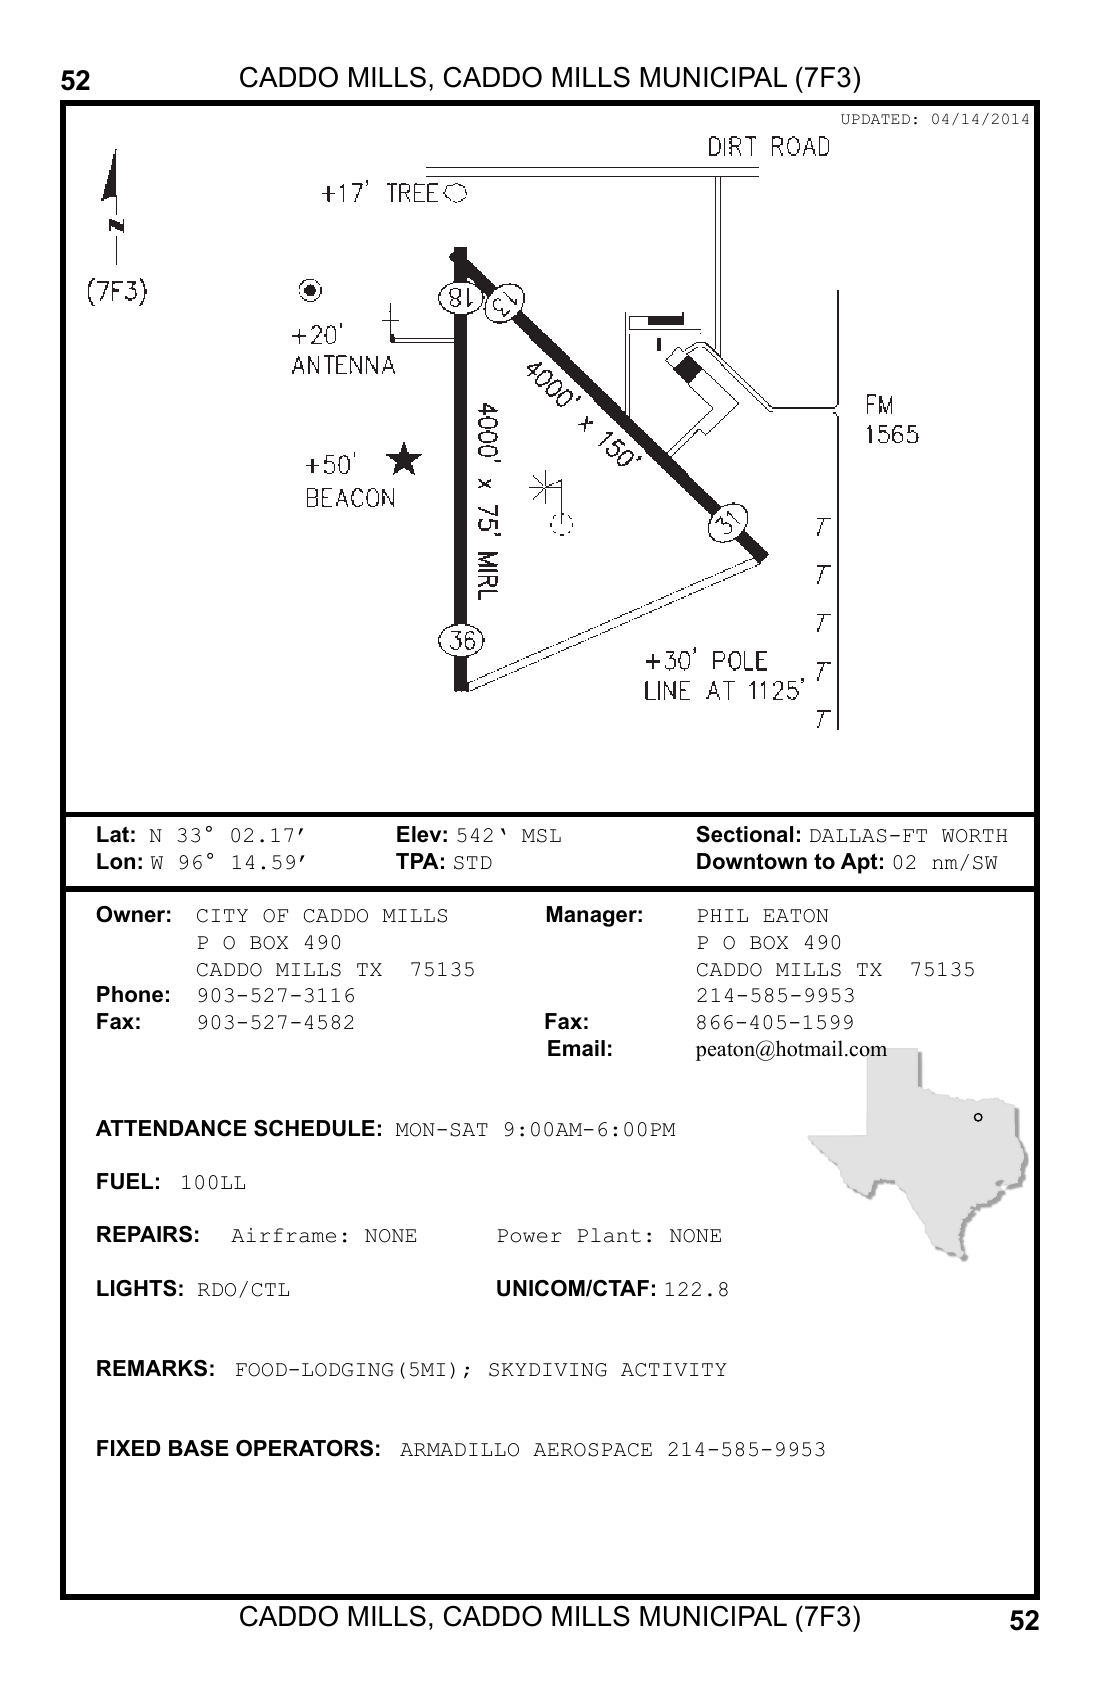 52 CADDO MILLS, CADDO MILLS MUNICIPAL (7F3)
UPDATED: 04/14/2014
DIRT ROAD
+17' TREE
N
(7F3)
18
13
+20'
ANTENNA
4000' x 150'
FM
1565
4000' x 75' MIRL
+50'
BEACON
31
T
T
T
T
T
36
+30' POLE
LINE AT 1125'
Lat: N 33° 02.17′ Elev: 542‘ MSL Sectional: DALLAS-FT WORTH
Lon: W 96° 14.59′ TPA: STD Downtown to Apt: 02 nm/SW
Owner: CITY OF CADDO MILLS Manager: PHIL EATON
P O BOX 490 P O BOX 490
CADDO MILLS TX 75135 CADDO MILLS TX 75135
Phone: 903-527-3116 214-585-9953
Fax: 903-527-4582 Fax: 866-405-1599
Email: peaton@hotmail.com
ATTENDANCE SCHEDULE: MON-SAT 9:00AM-6:00PM
FUEL: 100LL
REPAIRS: Airframe: NONE Power Plant: NONE
LIGHTS: RDO/CTL UNICOM/CTAF: 122.8
REMARKS: FOOD-LODGING(5MI); SKYDIVING ACTIVITY
FIXED BASE OPERATORS: ARMADILLO AEROSPACE 214-585-9953
CADDO MILLS, CADDO MILLS MUNICIPAL (7F3) 52